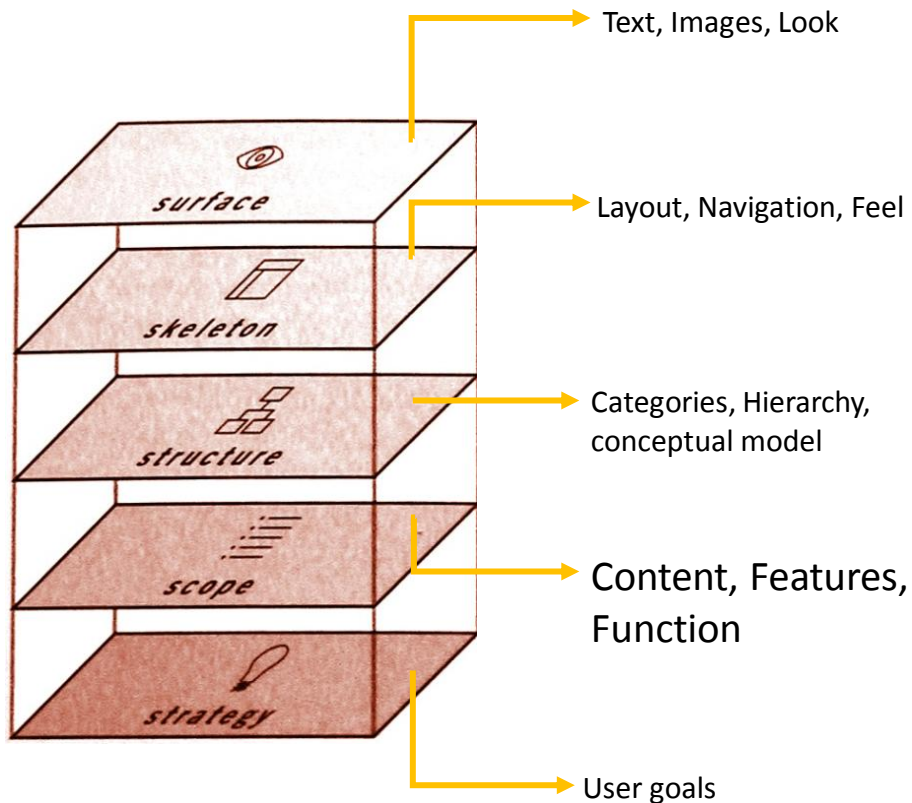 Text, Images, Look
surface
Layout, Navigation, Feel
skeleton
Categories, Hierarchy,
conceptual model
structure
Content, Features,
Function
scope
strategy
User goals